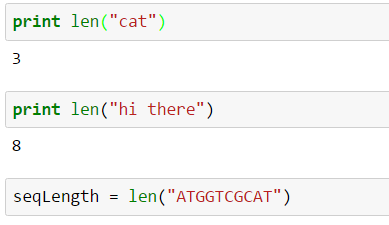 print len("cat")
3
print len("hi there")
8
seqLength = len("ATGGTCGCAT")